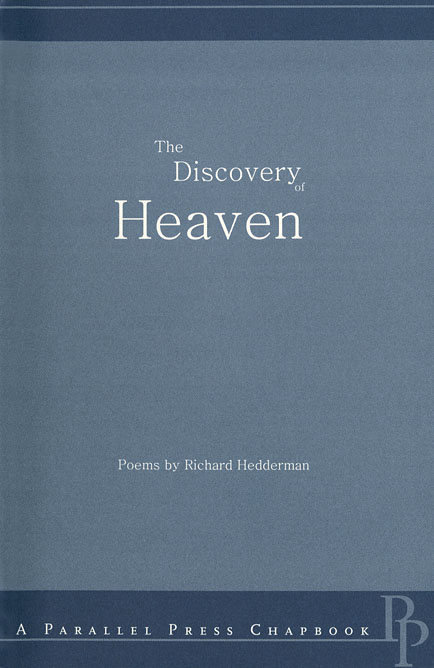 The
Discovery
of
Heaven
Poems by Richard Hedderman
A PARALLEL PRESS CHAPBOOK
PP